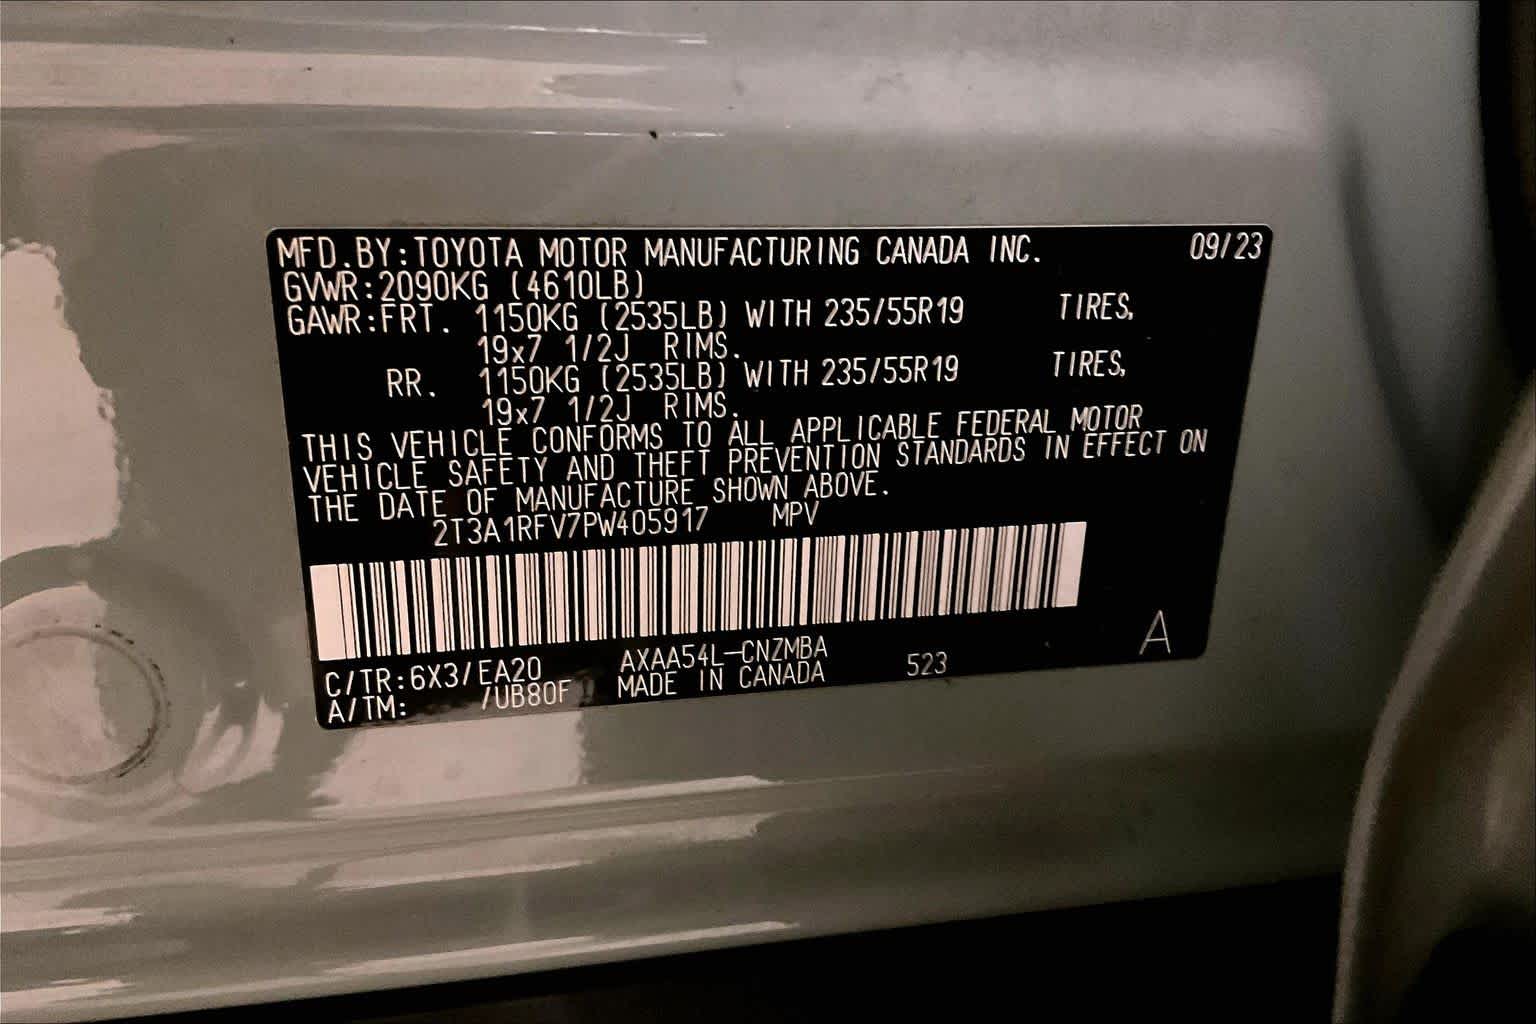 MFD.BY:TOYOTA MOTOR MANUFACTURING CANADA INC. 09/23
GVWR:2090KG (4610LB)
GAWR:FRT. 1150KG (2535LB) WITH 235/55R19 TIRES,
19x7 1/2J RIMS.
RR. 1150KG (2535LB) WITH 235/55R19 TIRES,
19x7 1/2J RIMS.
THIS VEHICLE CONFORMS TO ALL APPLICABLE FEDERAL MOTOR
VEHICLE SAFETY AND THEFT PREVENTION STANDARDS IN EFFECT ON
THE DATE OF MANUFACTURE SHOWN ABOVE.
2T3A1RFV7PW405917 MPV
C/TR:6X3/EA20 AXAA54L-CNZMBA 523 A
A/TM: /UB80F MADE IN CANADA